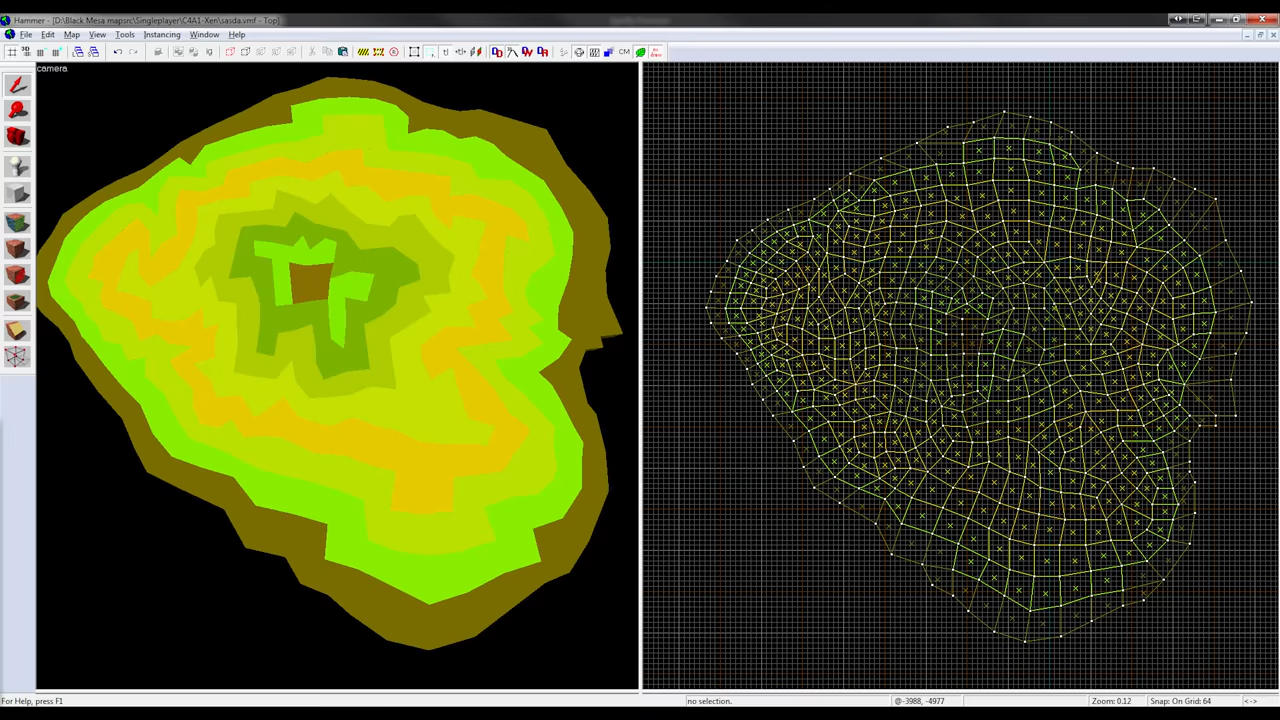 Hammer - [D:\Black Mesa mapsrc\Singleplayer\C4A1-Xen\sasda.vmf - Top]
File Edit Map View Tools Instancing Window Help
CM
camera
For Help, press F1
no selection.
@-3988, -4977
Zoom: 0.12
Snap: On Grid: 64
<->